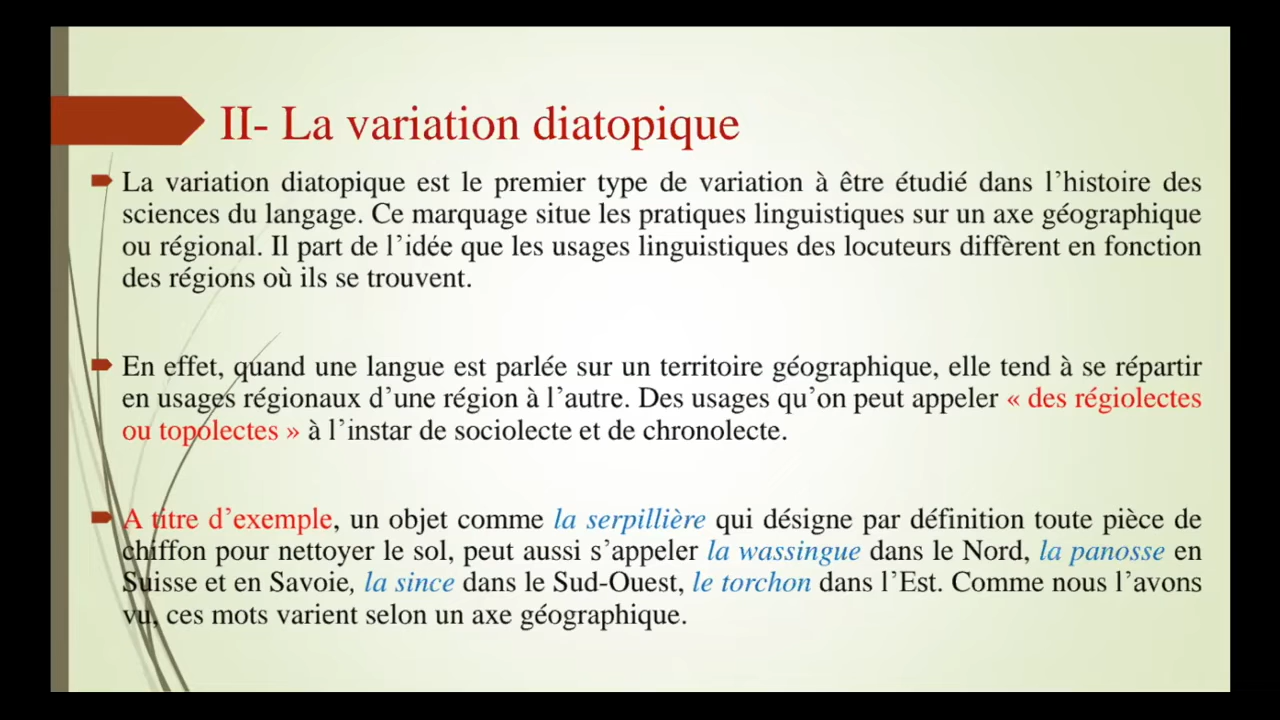 II- La variation diatopique
La variation diatopique est le premier type de variation à être étudié dans l’histoire des
sciences du langage. Ce marquage situe les pratiques linguistiques sur un axe géographique
ou régional. Il part de l’idée que les usages linguistiques des locuteurs diffèrent en fonction
des régions où ils se trouvent.
En effet, quand une langue est parlée sur un territoire géographique, elle tend à se répartir
en usages régionaux d’une région à l’autre. Des usages qu’on peut appeler « des régiolectes
ou topolectes » à l’instar de sociolecte et de chronolecte.
A titre d’exemple, un objet comme la serpillière qui désigne par définition toute pièce de
chiffon pour nettoyer le sol, peut aussi s’appeler la wassingue dans le Nord, la panosse en
Suisse et en Savoie, la since dans le Sud-Ouest, le torchon dans l’Est. Comme nous l’avons
vu, ces mots varient selon un axe géographique.